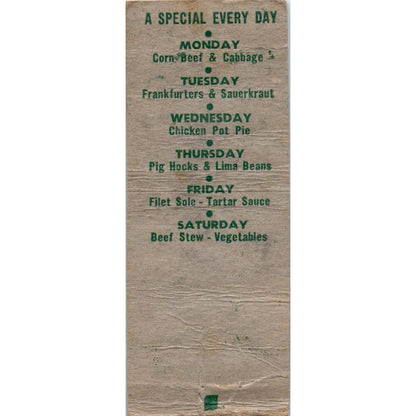 A SPECIAL EVERY DAY
MONDAY
Corn Beef & Cabbage
TUESDAY
Frankfurters & Sauerkraut
WEDNESDAY
Chicken Pot Pie
THURSDAY
Pig Hocks & Lima Beans
FRIDAY
Filet Sole - Tartar Sauce
SATURDAY
Beef Stew - Vegetables